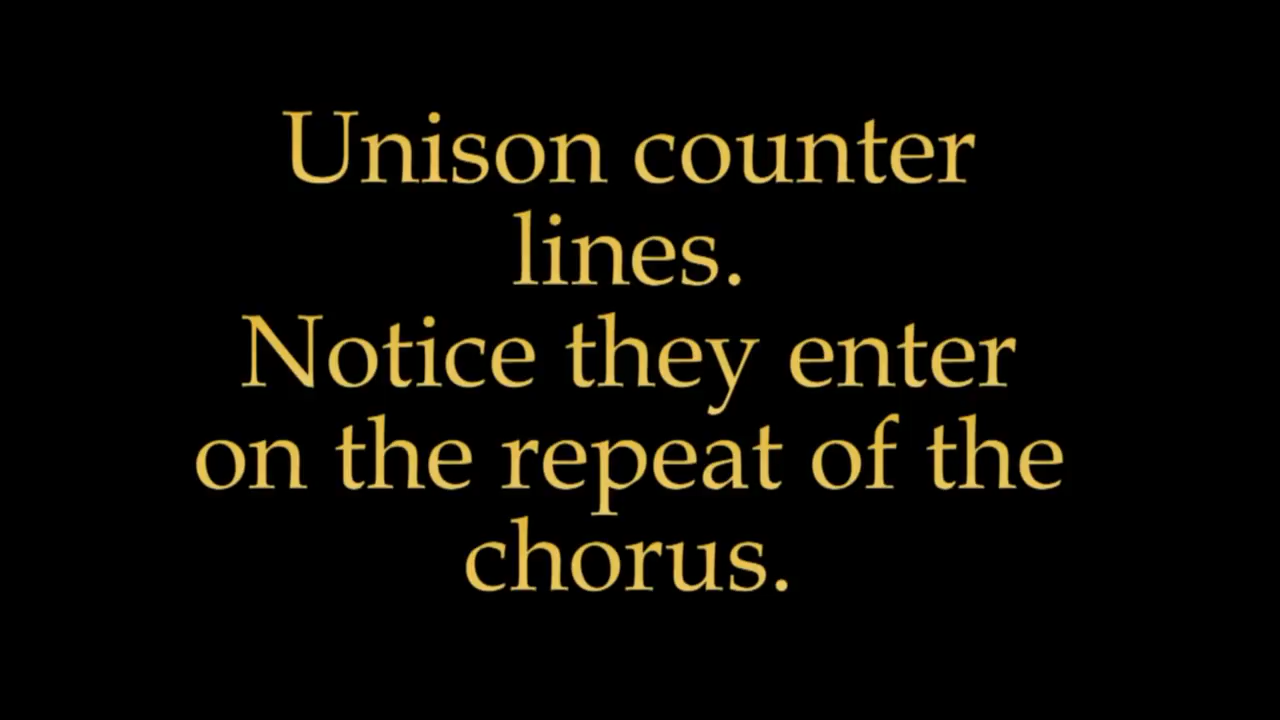 Unison counter
lines.
Notice they enter
on the repeat of the
chorus.